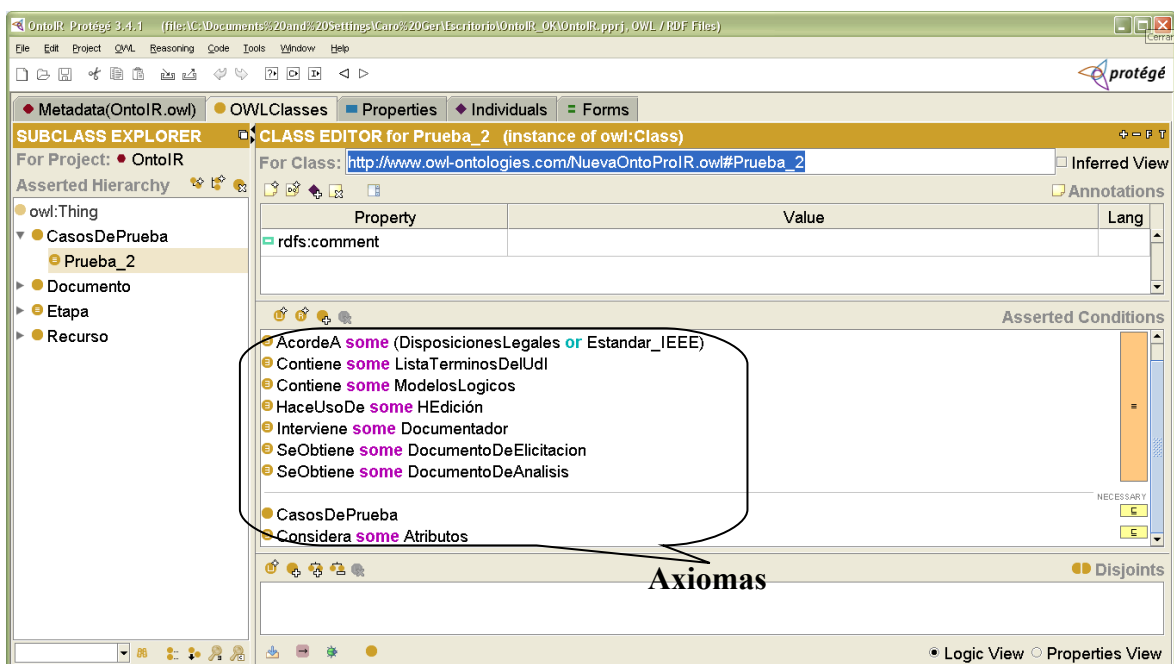 OntoIR Protégé 3.4.1 (file:\C:\Documents%20and%20Settings\Caro%20Ger\Escritorio\OntoIR_OK\OntoIR.pprj, OWL / RDF Files)
Cerrar
File Edit Project OWL Reasoning Code Tools Window Help
protégé
Metadata(OntoIR.owl) OWLClasses Properties Individuals Forms
SUBCLASS EXPLORER
For Project: OntoIR
Asserted Hierarchy
owl:Thing
CasosDePrueba
Prueba_2
Documento
Etapa
Recurso
CLASS EDITOR for Prueba_2 (instance of owl:Class)
For Class: http://www.owl-ontologies.com/NuevaOntoProIR.owl#Prueba_2 Inferred View
Annotations
Property Value Lang
rdfs:comment
Asserted Conditions
AcordeA some (DisposicionesLegales or Estandar_IEEE)
Contiene some ListaTerminosDelUdI
Contiene some ModelosLogicos
HaceUsoDe some HEdición
Interviene some Documentador
SeObtiene some DocumentoDeElicitacion
SeObtiene some DocumentoDeAnalisis
NECESSARY
CasosDePrueba
Considera some Atributos
Axiomas
Disjoints
Logic View Properties View